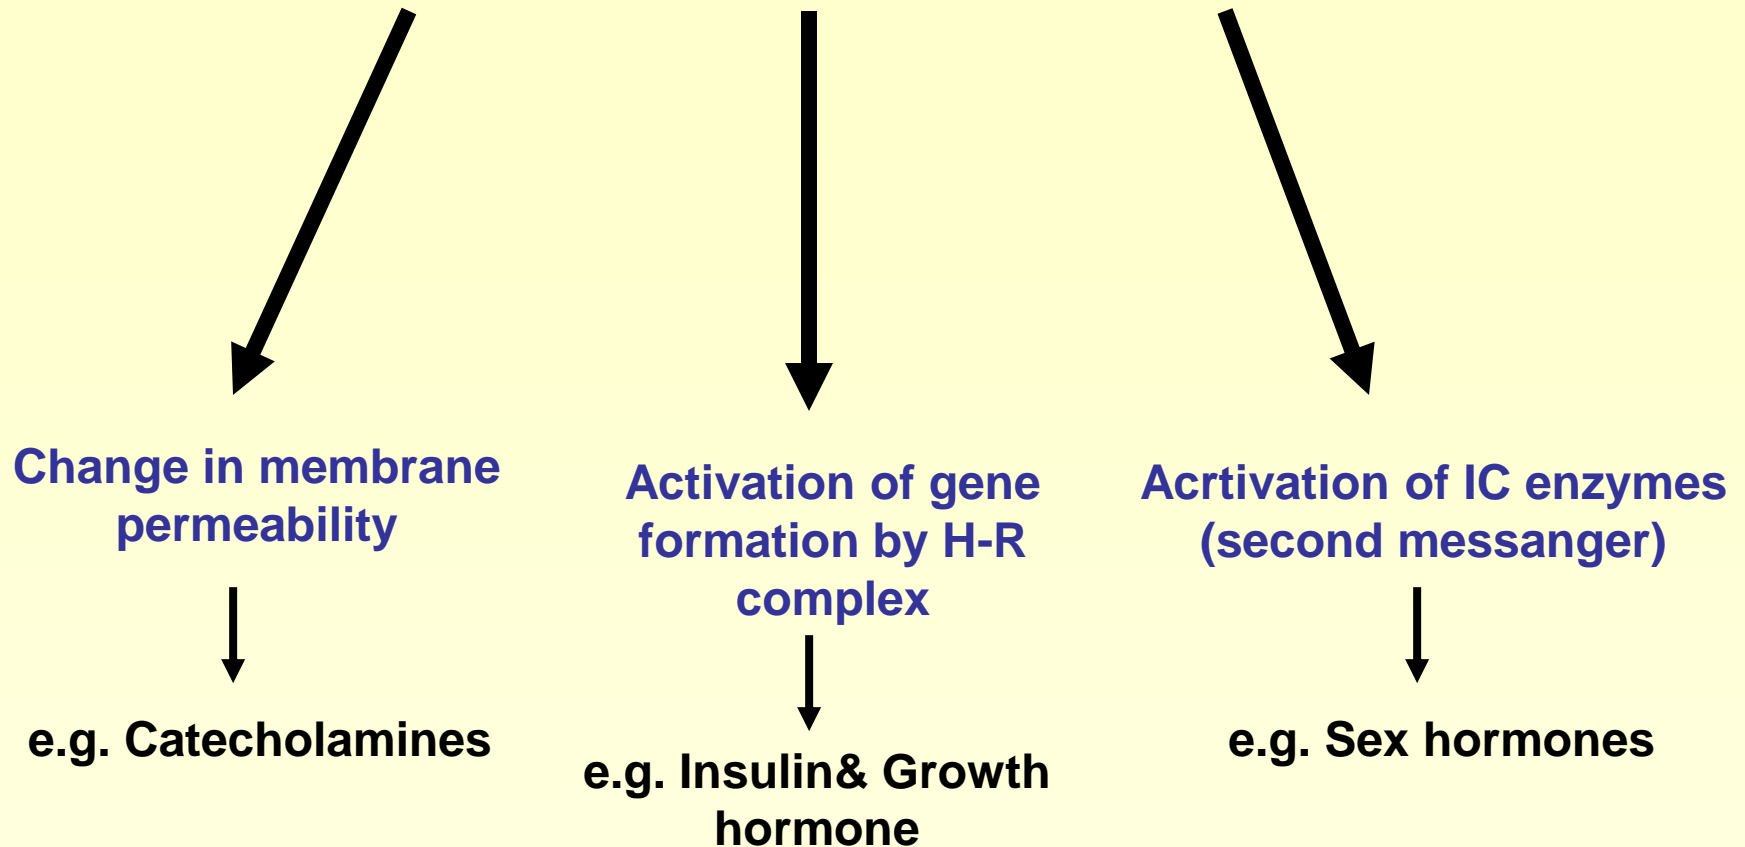 Change in membrane
permeability
e.g. Catecholamines
Activation of gene
formation by H-R
complex
e.g. Insulin& Growth
hormone
Acrtivation of IC enzymes
(second messanger)
e.g. Sex hormones